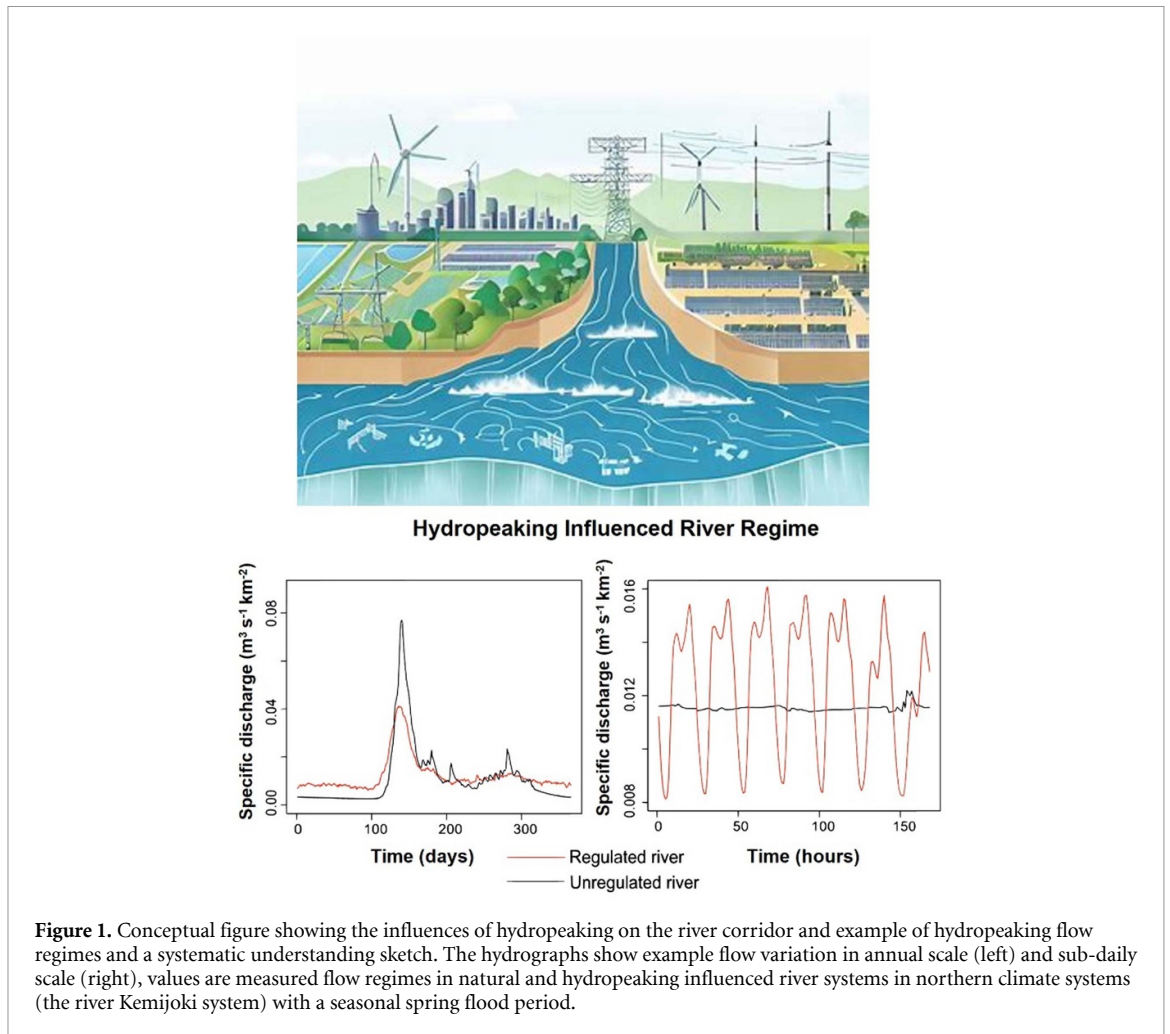 Hydropeaking Influenced River Regime
Specific discharge (m³ s⁻¹ km⁻²)
0.08
0.04
0.00
0
100
200
300
Time (days)
Specific discharge (m³ s⁻¹ km⁻²)
0.016
0.012
0.008
0
50
100
150
Time (hours)
Regulated river
Unregulated river
Figure 1. Conceptual figure showing the influences of hydropeaking on the river corridor and example of hydropeaking flow
regimes and a systematic understanding sketch. The hydrographs show example flow variation in annual scale (left) and sub-daily
scale (right), values are measured flow regimes in natural and hydropeaking influenced river systems in northern climate systems
(the river Kemijoki system) with a seasonal spring flood period.